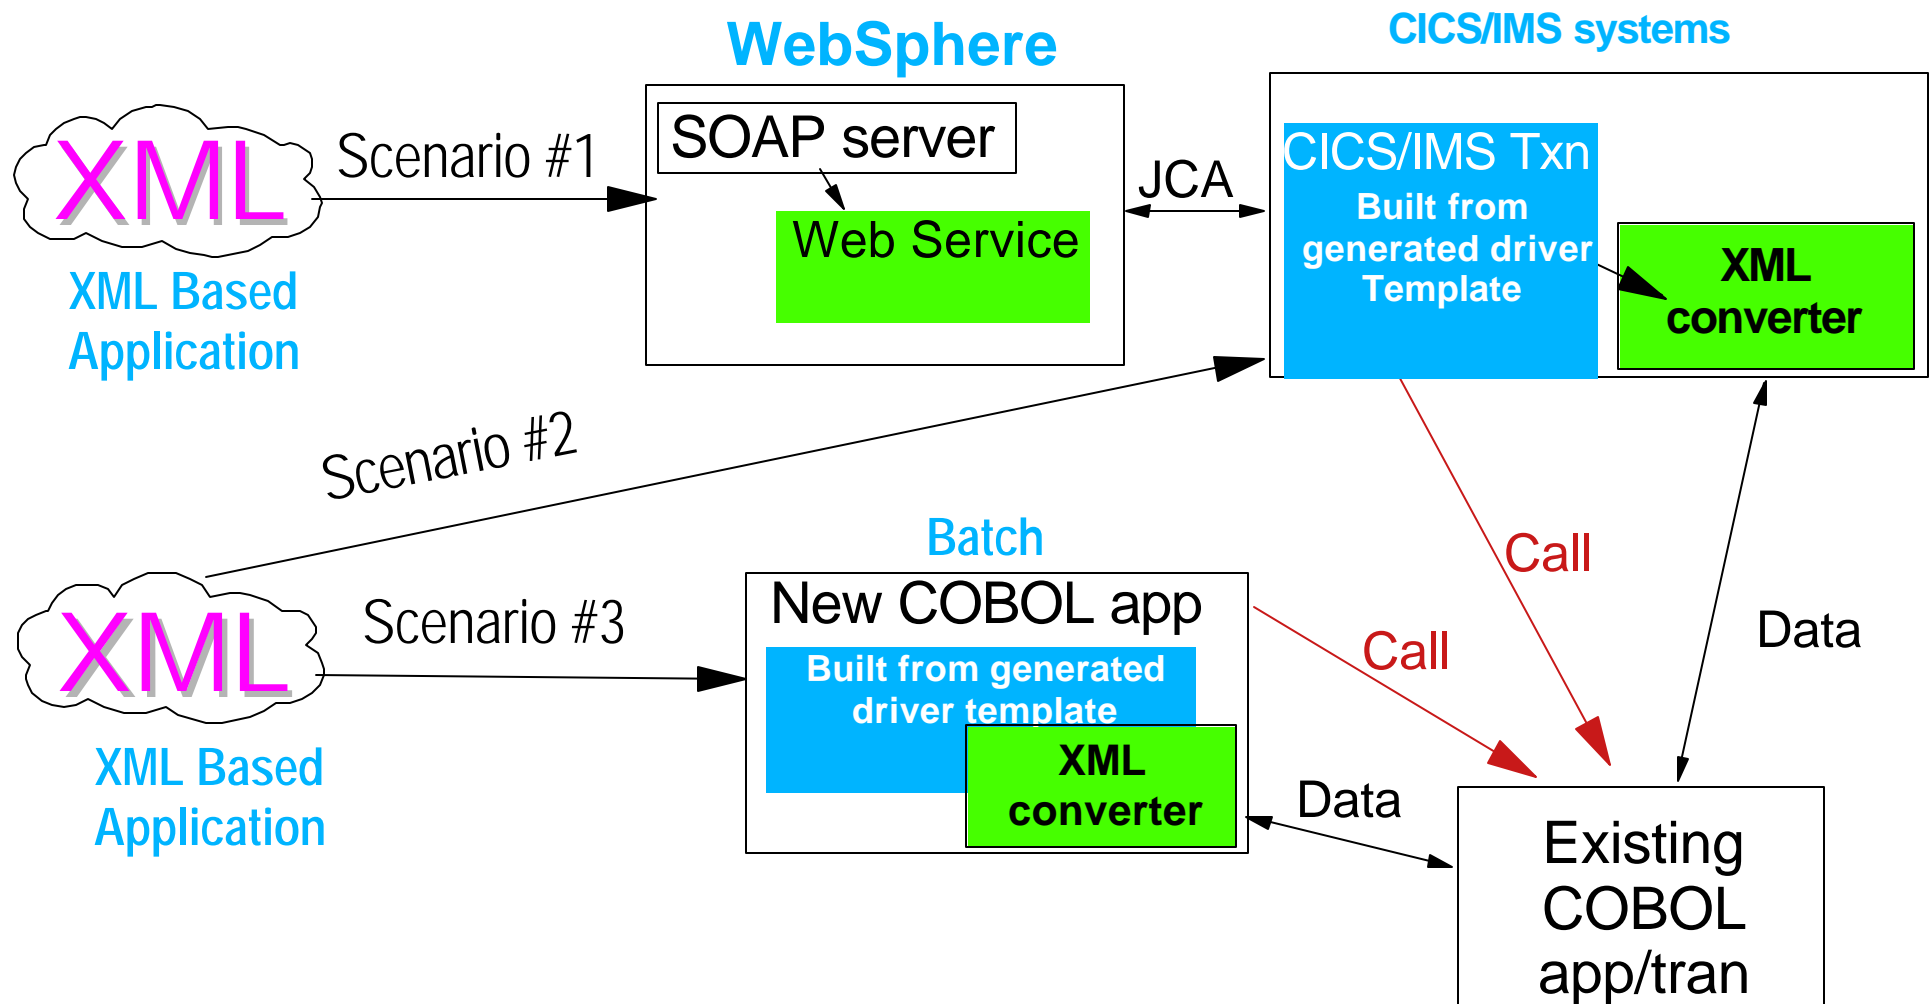 WebSphere
CICS/IMS systems
XML
Scenario #1
SOAP server
Web Service
JCA
CICS/IMS Txn
Built from
generated driver
Template
XML
converter
XML Based
Application
Scenario #2
Call
Data
Batch
XML
Scenario #3
New COBOL app
Built from generated
driver template
XML
converter
Call
Data
XML Based
Application
Existing
COBOL
app/tran